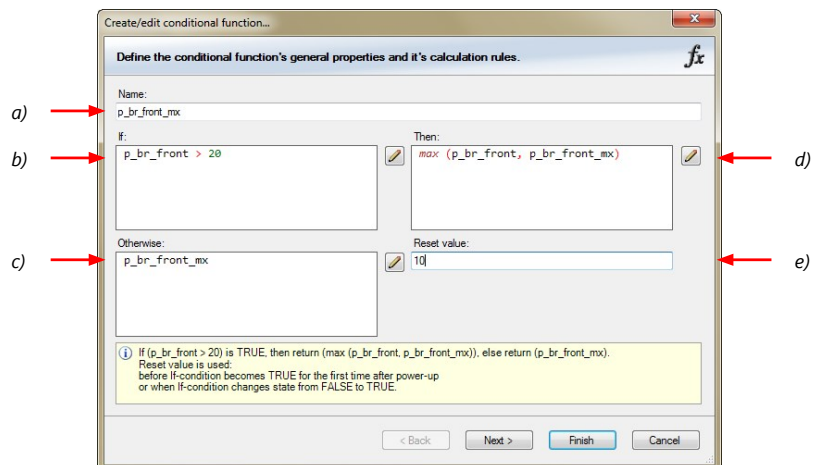 Create/edit conditional function...
Define the conditional function's general properties and it's calculation rules.
fx
Name:
a)
p_br_front_mx
If:
Then:
b)
p_br_front > 20
max (p_br_front, p_br_front_mx)
d)
Otherwise:
Reset value:
c)
p_br_front_mx
10
e)
If (p_br_front > 20) is TRUE, then return (max (p_br_front, p_br_front_mx)), else return (p_br_front_mx).
Reset value is used:
before If-condition becomes TRUE for the first time after power-up
or when If-condition changes state from FALSE to TRUE.
< Back
Next >
Finish
Cancel